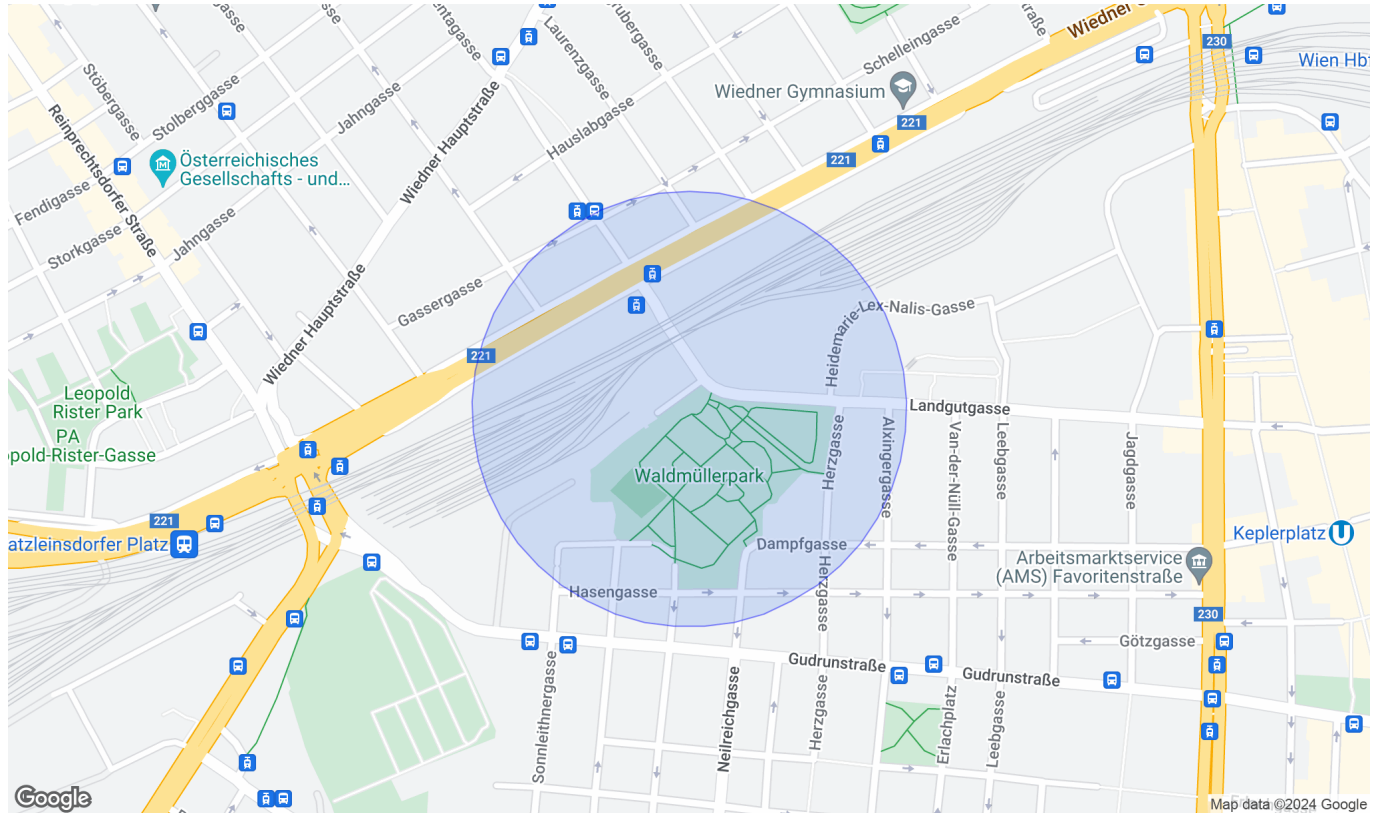 Wiedner
230
Wien Hbf
Laurenzgasse
Schelleingasse
Stöbergasse
Stolberggasse
Jahngasse
Wiedner Hauptstraße
Hauslabgasse
Wiedner Gymnasium
221
221
Reinprechtsdorfer Straße
Österreichisches
Gesellschafts - und...
Fendigasse
Storkgasse
Jahngasse
Gassergasse
Wiedner Hauptstraße
221
Heidemarie-Lex-Nalis-Gasse
Leopold
Rister Park
PA
opold-Rister-Gasse
Landgutgasse
Herzgasse
Alxingergasse
Van-der-Nüll-Gasse
Leebgasse
Jagdgasse
Waldmüllerpark
221
atzleinsdorfer Platz
Dampfgasse
Keplerplatz
Arbeitsmarktservice
(AMS) Favoritenstraße
Hasengasse
Herzgasse
230
Götzgasse
Gudrunstraße
Gudrunstraße
Sonnleithnergasse
Neilreichgasse
Herzgasse
Erlachplatz
Leebgasse
Google
Map data ©2024 Google